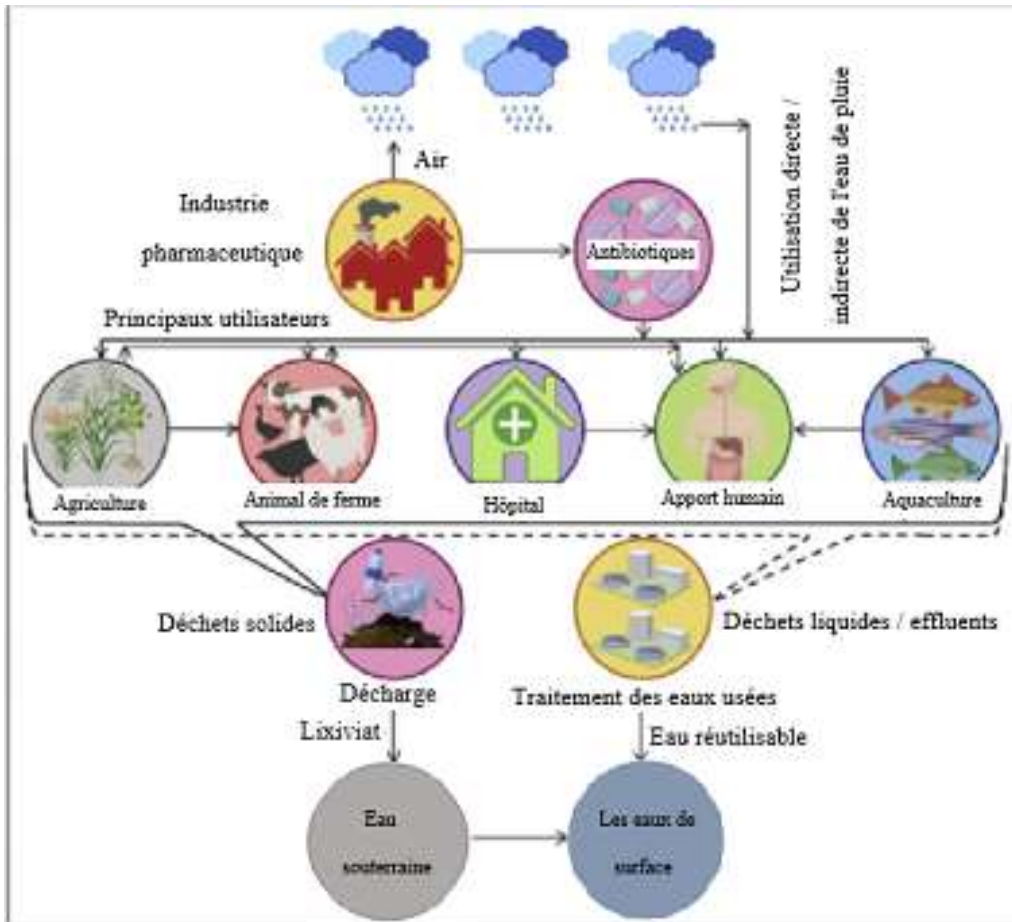 Air
Utilisation directe /
indirecte de l'eau de pluie
Industrie
pharmaceutique
Antibiotiques
Principaux utilisateurs
Agriculture
Animal de ferme
Hôpital
Apport humain
Aquaculture
Déchets solides
Déchets liquides / effluents
Décharge
Traitement des eaux usées
Lixiviat
Eau réutilisable
Eau
souterraine
Les eaux de
surface